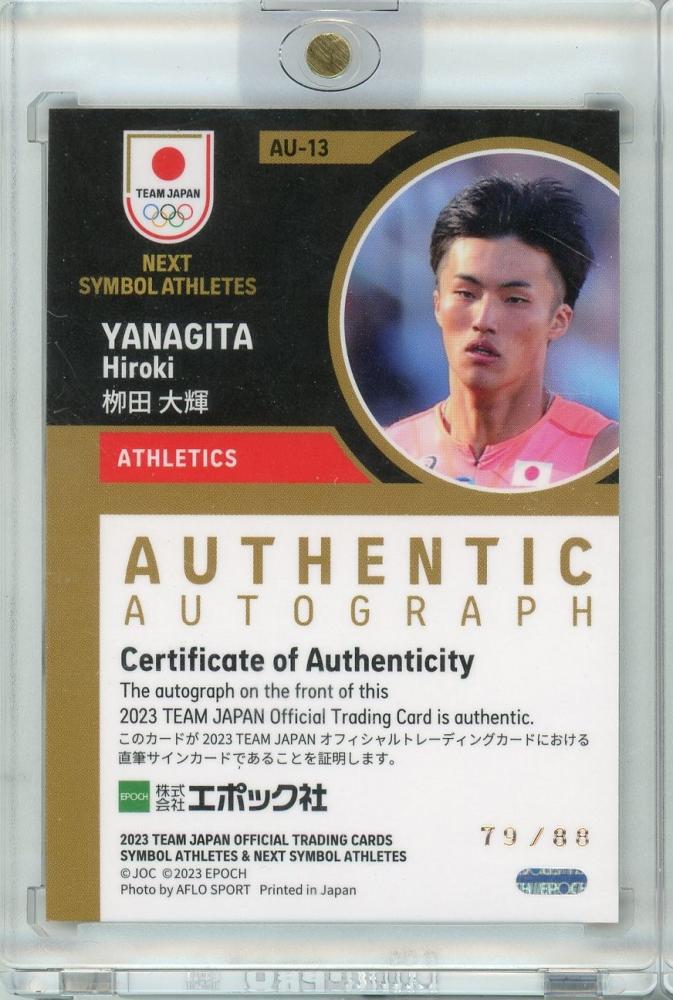 TEAM JAPAN
AU-13
NEXT
SYMBOL ATHLETES
YANAGITA
Hiroki
栁田 大輝
ATHLETICS
AUTHENTIC
AUTOGRAPH
Certificate of Authenticity
The autograph on the front of this
2023 TEAM JAPAN Official Trading Card is authentic.
このカードが 2023 TEAM JAPAN オフィシャルトレーディングカードにおける
直筆サインカードであることを証明します。
EPOCH 株式会社 エポック社
79/88
2023 TEAM JAPAN OFFICIAL TRADING CARDS
SYMBOL ATHLETES & NEXT SYMBOL ATHLETES
© JOC © 2023 EPOCH
Photo by AFLO SPORT Printed in Japan